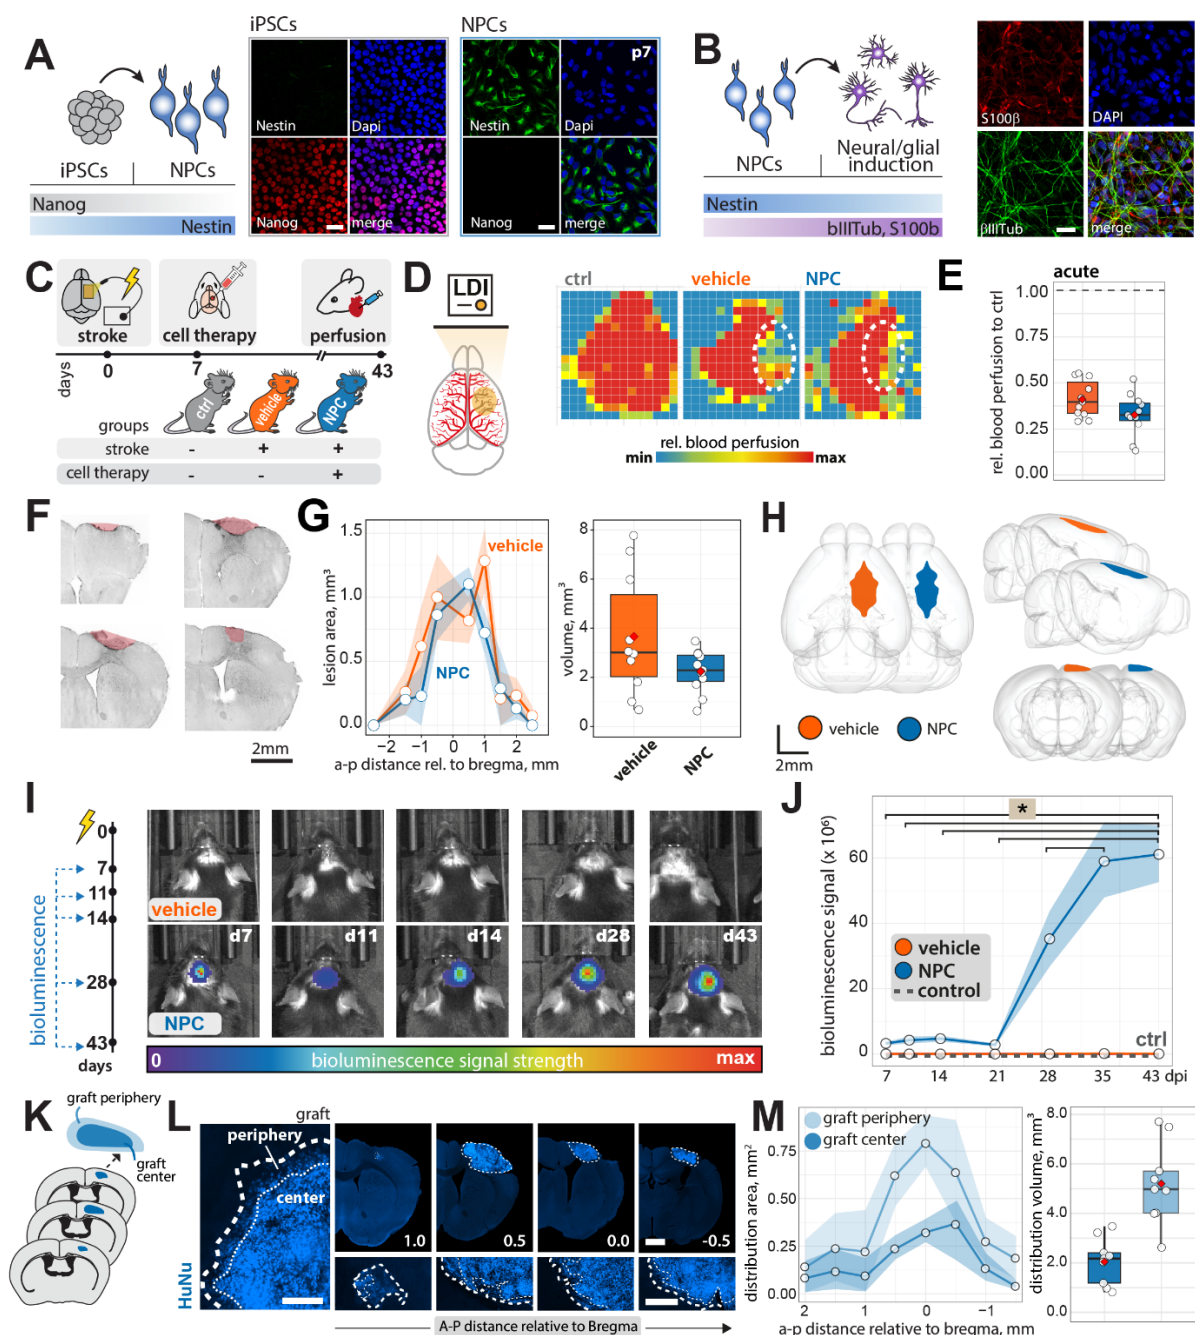 A
iPSCs
NPCs
Nanog
Nestin
iPSCs
Nestin
Dapi
Nanog
merge
NPCs
p7
Nestin
Dapi
Nanog
merge
B
NPCs
Neural/glial
induction
Nestin
bIIITub, S100b
S100β
DAPI
βIIITub
merge
C
stroke
cell therapy
perfusion
days
0
7
43
ctrl
vehicle
NPC
groups
stroke
-
+
+
cell therapy
-
-
+
D
LDI
ctrl
vehicle
NPC
rel. blood perfusion
min
max
E
acute
rel. blood perfusion to ctrl
1.00
0.75
0.50
0.25
0.00
F
2mm
G
lesion area, mm³
1.5
1.0
0.5
0.0
vehicle
NPC
−2
−1
0
1
2
a-p distance rel. to bregma, mm
volume, mm³
8
6
4
2
0
vehicle
NPC
H
2mm
vehicle
NPC
I
bioluminescence
0
7
11
14
28
43
days
vehicle
d7
d11
d14
d28
d43
NPC
0
bioluminescence signal strength
max
J
bioluminescence signal (x 10⁶)
60
40
20
0
*
vehicle
NPC
control
ctrl
7
14
21
28
35
43 dpi
K
graft periphery
graft
center
L
HuNu
graft
periphery
center
1.0
0.5
0.0
-0.5
A-P distance relative to Bregma
M
distribution area, mm²
0.75
0.50
0.25
0.00
graft periphery
graft center
2
1
0
−1
a-p distance relative to bregma, mm
distribution volume, mm³
8.0
6.0
4.0
2.0
0.0